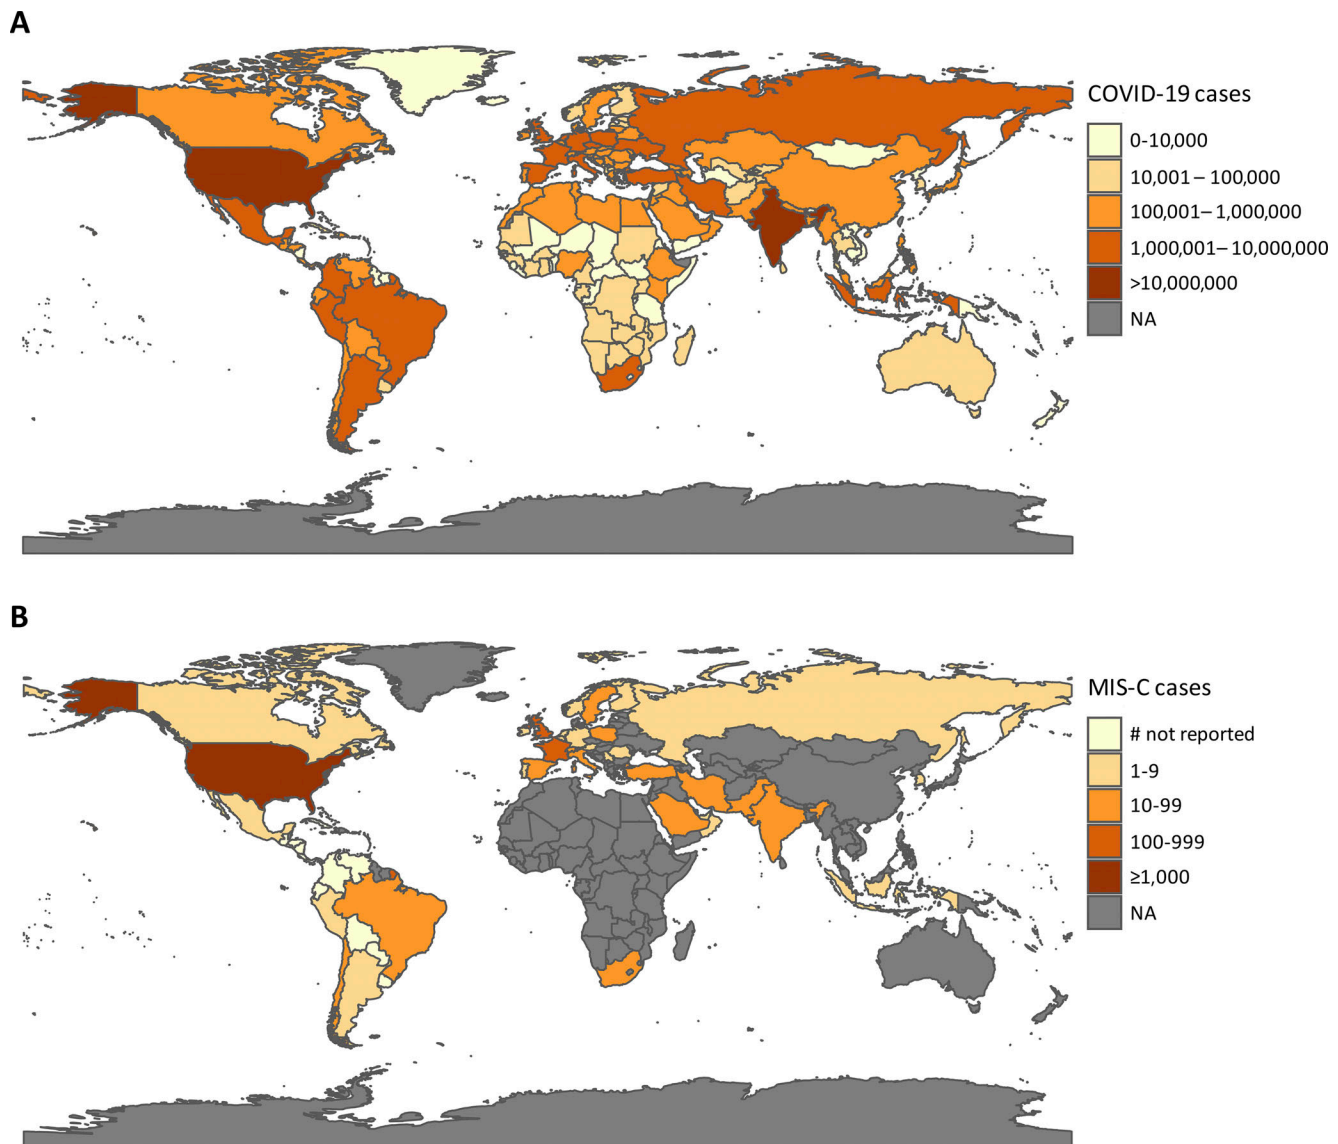 A
COVID-19 cases
0-10,000
10,001 – 100,000
100,001– 1,000,000
1,000,001– 10,000,000
>10,000,000
NA
B
MIS-C cases
# not reported
1-9
10-99
100-999
≥1,000
NA